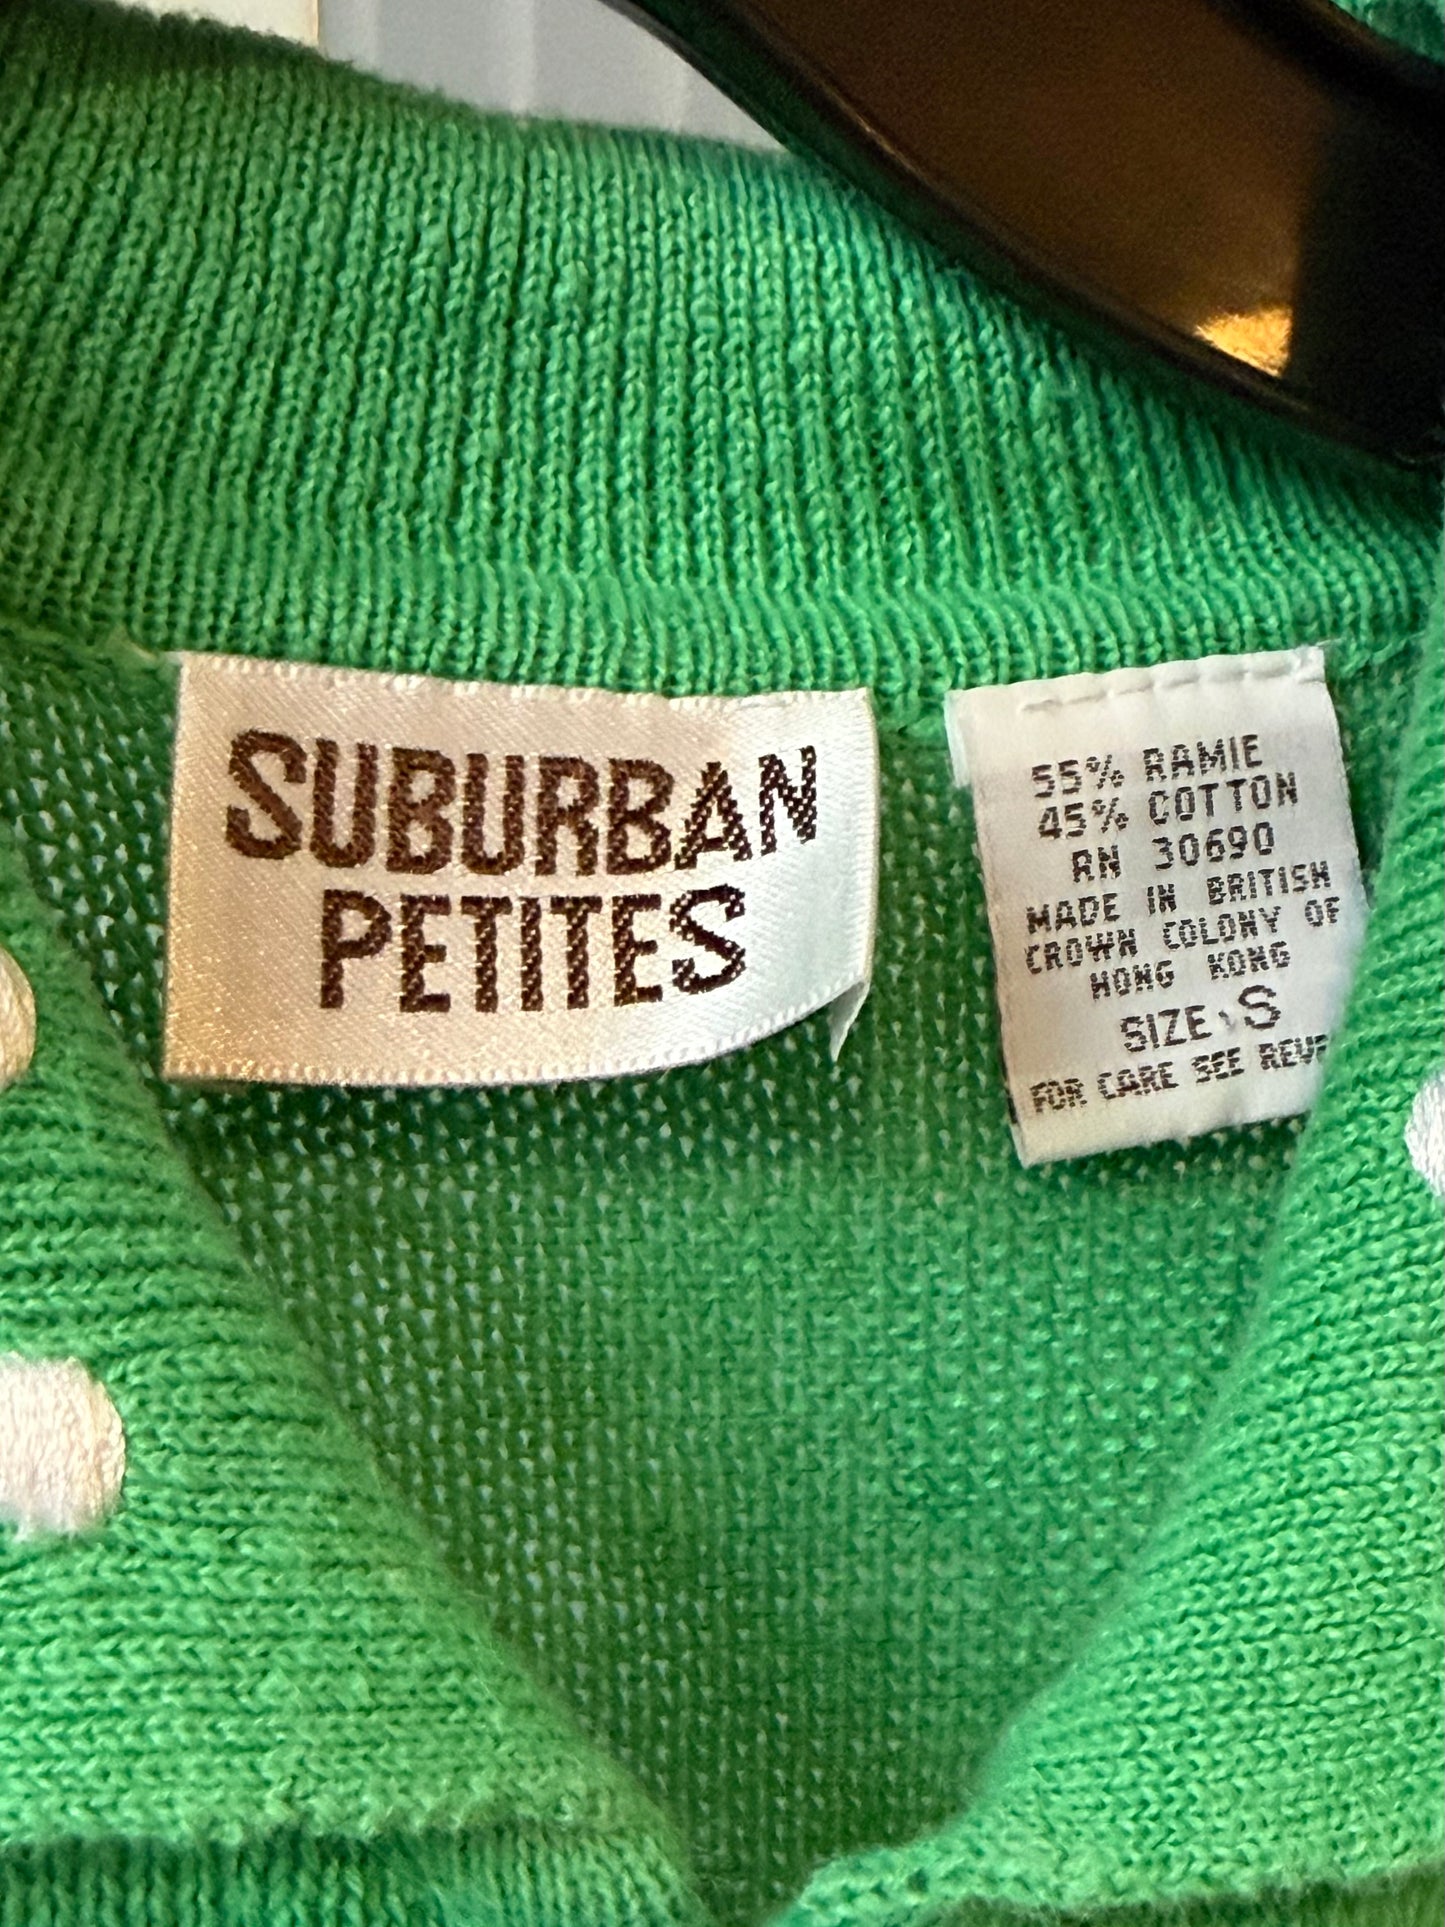 SUBURBAN
PETITES
55% RAMIE
45% COTTON
RN 30690
MADE IN BRITISH
CROWN COLONY OF
HONG KONG
SIZE S
FOR CARE SEE REVE